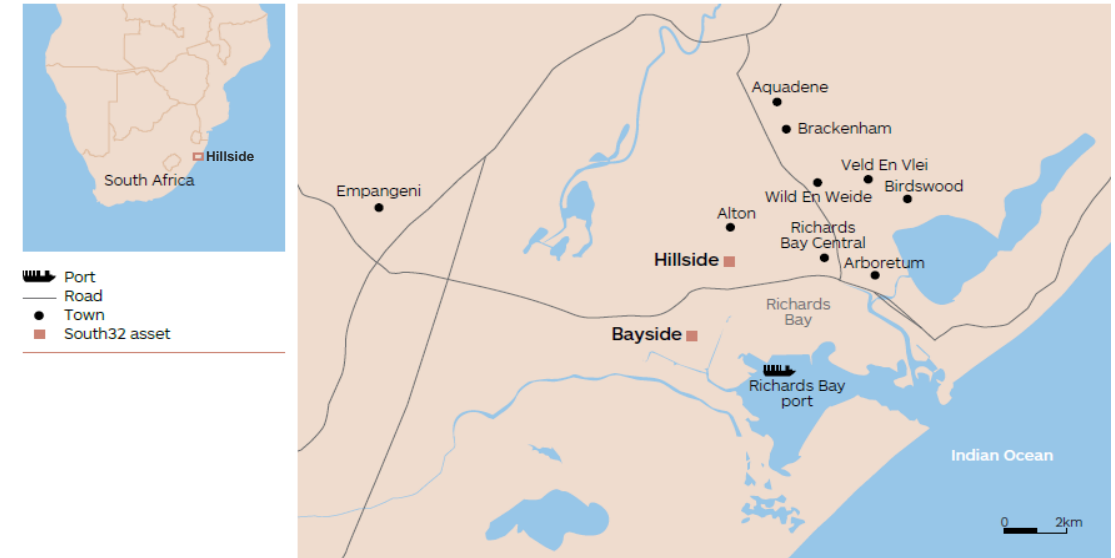 Hillside
South Africa
Port
Road
Town
South32 asset
Aquadene
Brackenham
Veld En Vlei
Birdswood
Wild En Weide
Empangeni
Alton
Richards
Bay Central
Hillside
Arboretum
Richards
Bay
Bayside
Richards Bay
port
Indian Ocean
0 2km